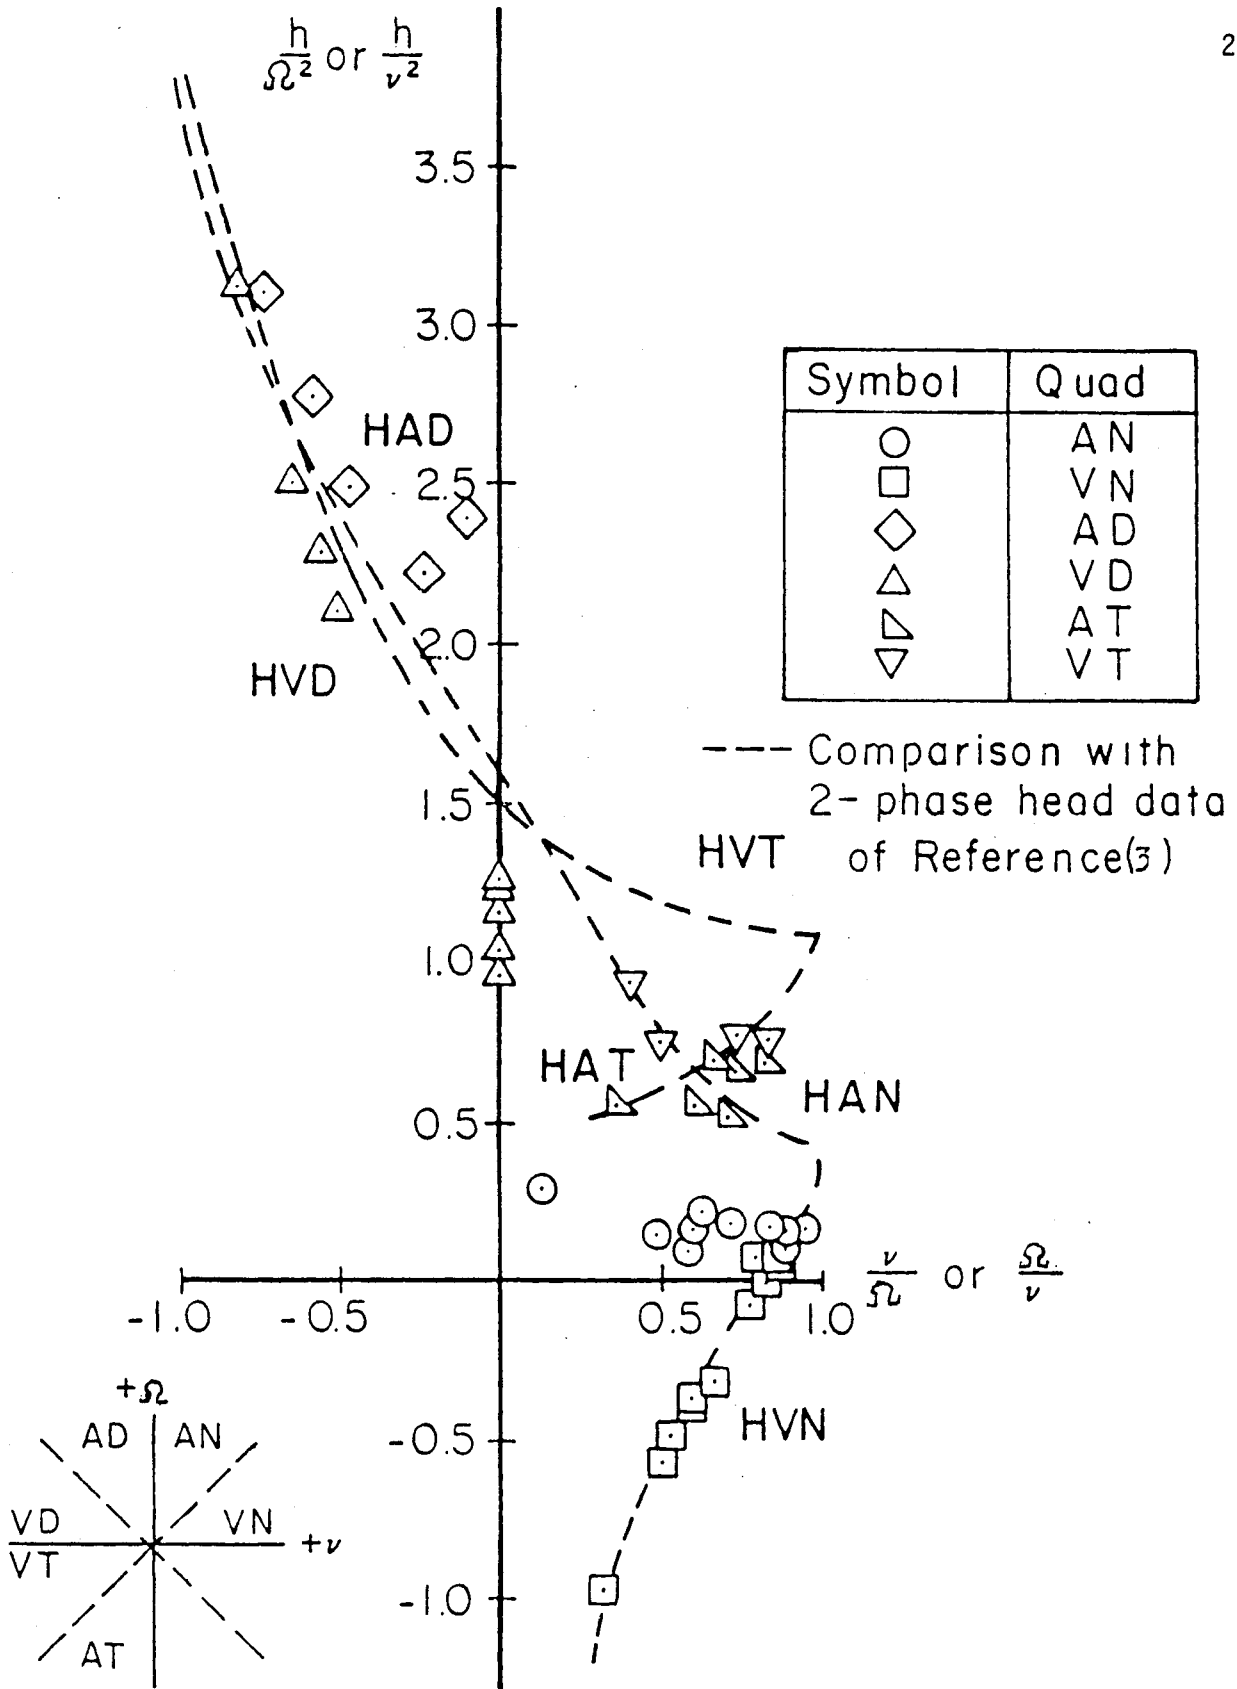 2
h/Ω² or h/ν²
3.5
3.0
HAD
2.5
2.0
HVD
1.5
1.0
0.5
Symbol Quad
AN
VN
AD
VD
AT
VT
--- Comparison with
2-phase head data
of Reference(3)
HVT
HAT
HAN
ν/Ω or Ω/ν
-1.0 -0.5 0.5 1.0
HVN
-0.5
-1.0
+Ω
AD AN
VD VN +ν
VT
AT